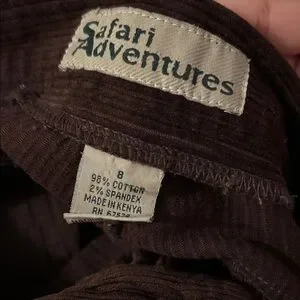 Safari
Adventures
8
98% COTTON
2% SPANDEX
MADE IN KENYA
RN